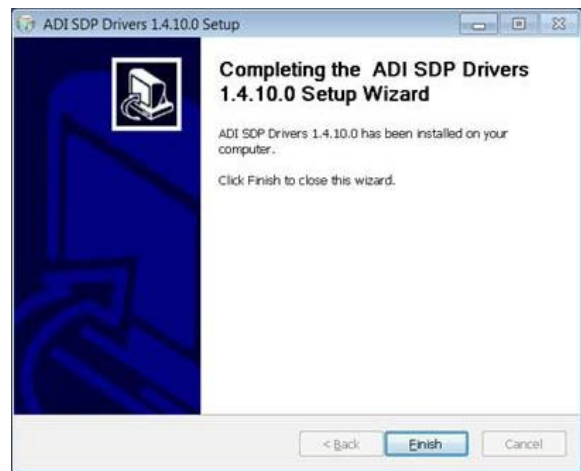 ADI SDP Drivers 1.4.10.0 Setup
Completing the ADI SDP Drivers
1.4.10.0 Setup Wizard
ADI SDP Drivers 1.4.10.0 has been installed on your
computer.
Click Finish to close this wizard.
< Back
Finish
Cancel